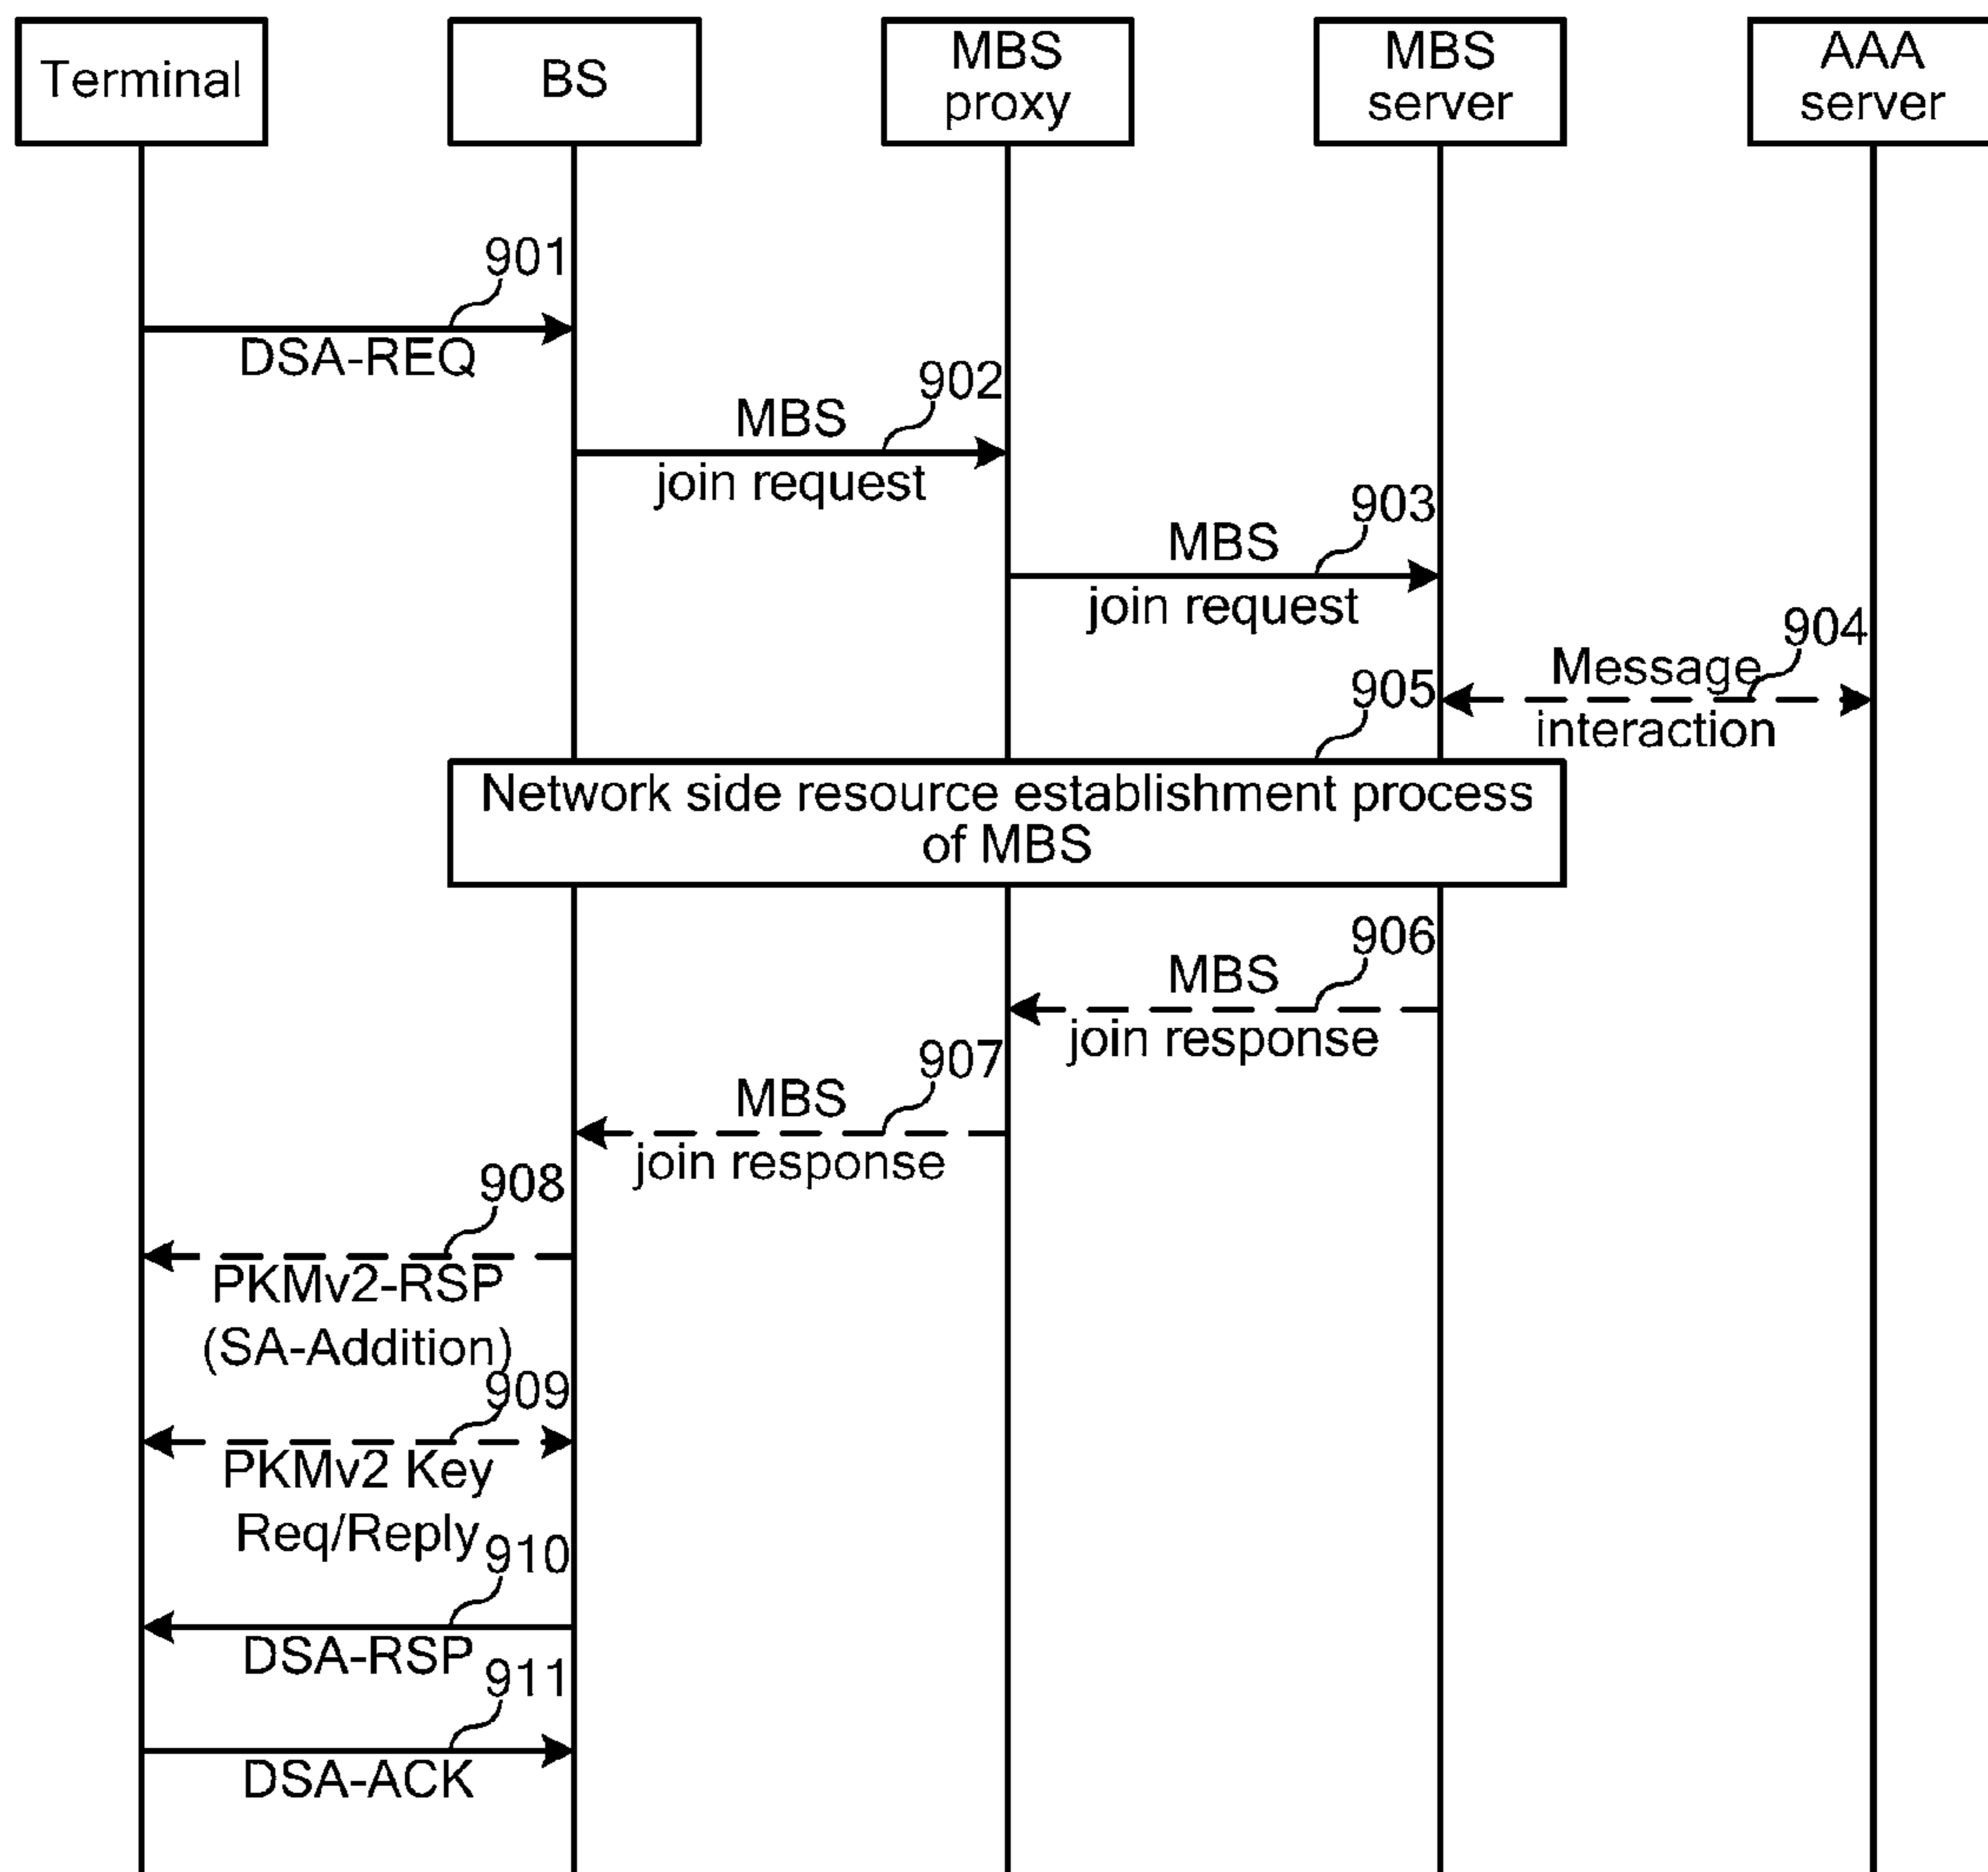 Terminal
BS
MBS
proxy
MBS
server
AAA
server
901
DSA-REQ
902
MBS
join request
903
MBS
join request
904
Message
interaction
905
Network side resource establishment process
of MBS
906
MBS
join response
907
MBS
join response
908
PKMv2-RSP
(SA-Addition)
909
PKMv2 Key
Req/Reply
910
DSA-RSP
911
DSA-ACK